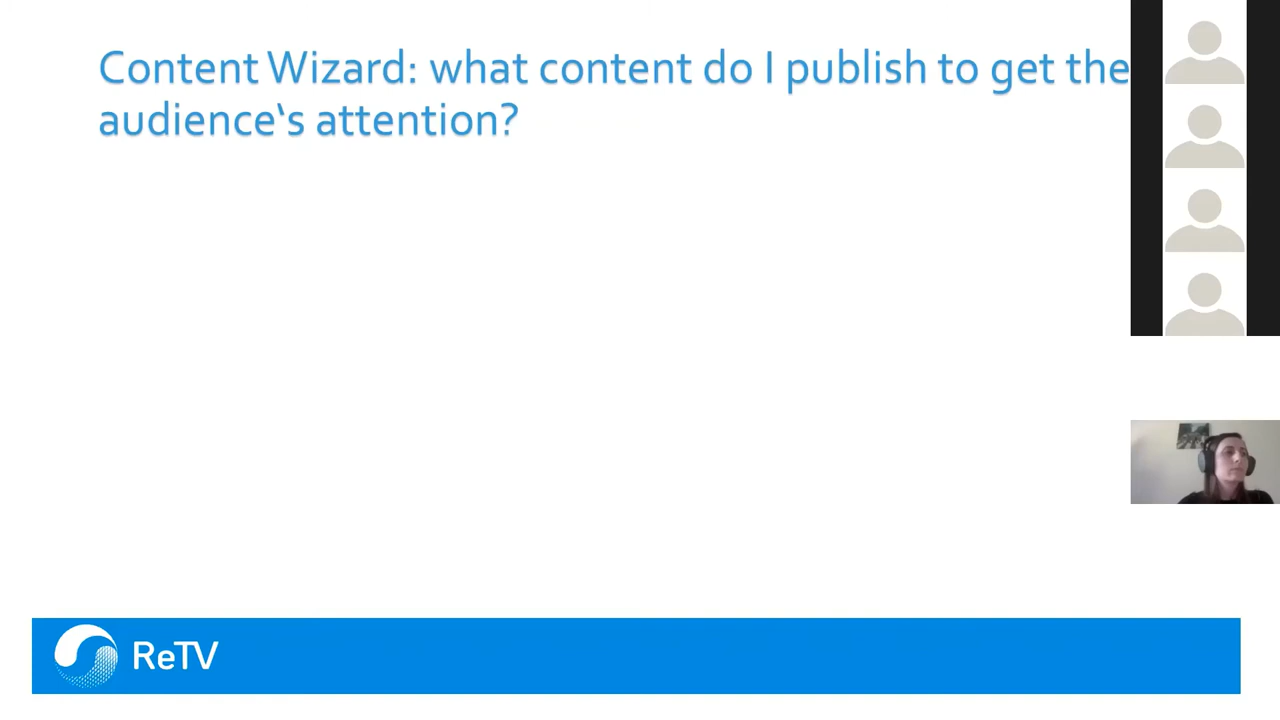 Content Wizard: what content do I publish to get the
audience‘s attention?
ReTV